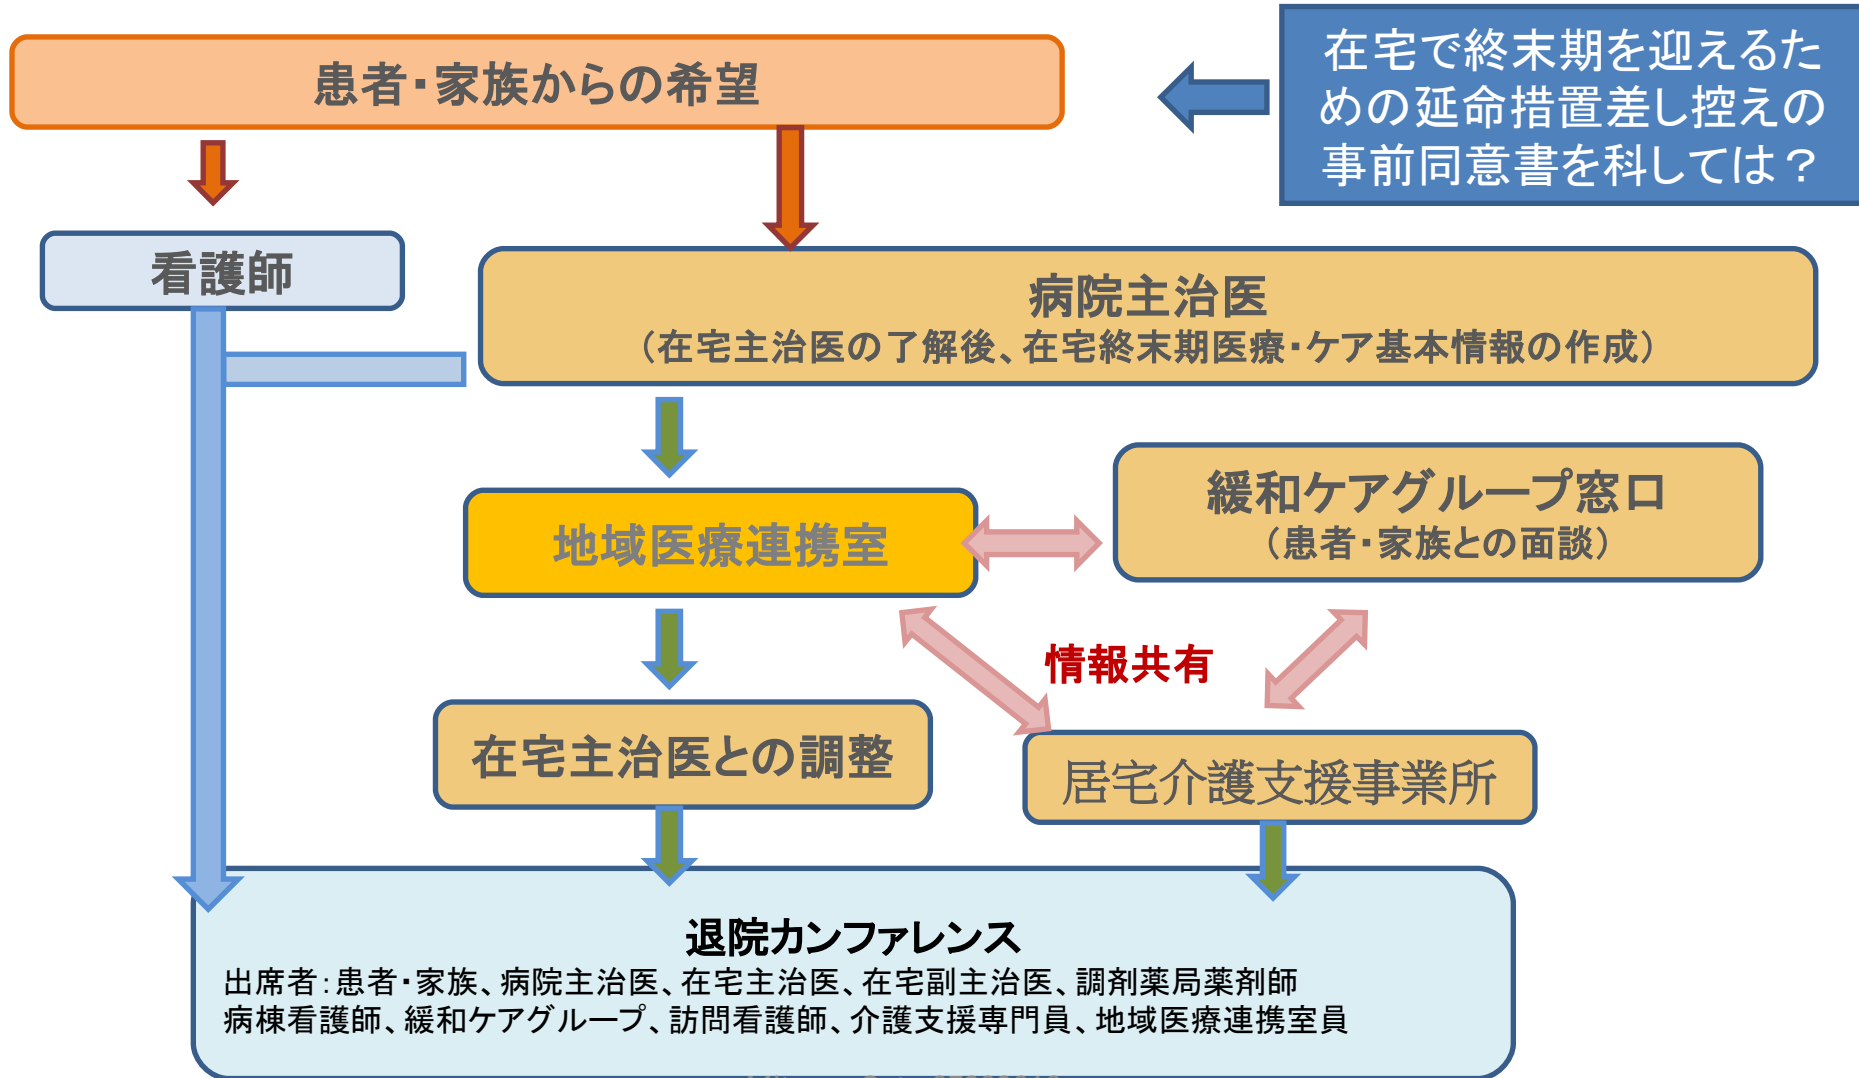 患者・家族からの希望
在宅で終末期を迎えるた
めの延命措置差し控えの
事前同意書を科しては？
看護師
病院主治医
（在宅主治医の了解後、在宅終末期医療・ケア基本情報の作成）
地域医療連携室
緩和ケアグループ窓口
（患者・家族との面談）
情報共有
在宅主治医との調整
居宅介護支援事業所
退院カンファレンス
出席者：患者・家族、病院主治医、在宅主治医、在宅副主治医、調剤薬局薬剤師
病棟看護師、緩和ケアグループ、訪問看護師、介護支援専門員、地域医療連携室員